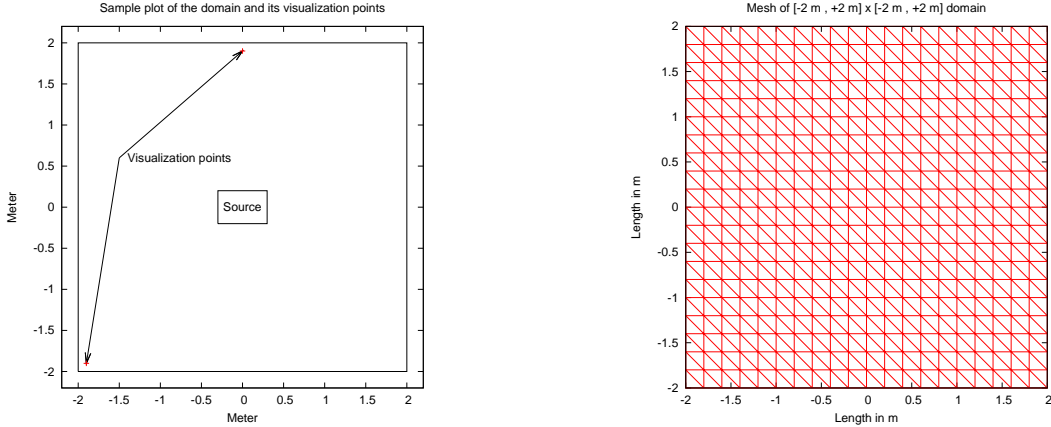 Sample plot of the domain and its visualization points
2
1.5
1
0.5
0
-0.5
-1
-1.5
-2
Meter
Visualization points
Source
-2 -1.5 -1 -0.5 0 0.5 1 1.5 2
Meter
Mesh of [-2 m , +2 m] x [-2 m , +2 m] domain
2
1.5
1
0.5
0
-0.5
-1
-1.5
-2
Length in m
-2 -1.5 -1 -0.5 0 0.5 1 1.5 2
Length in m